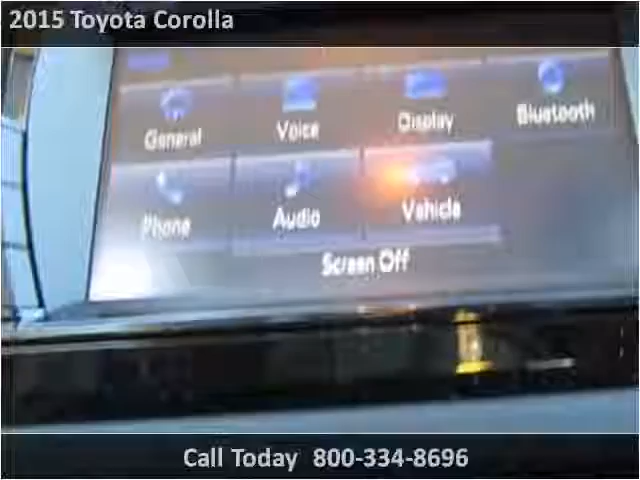 2015 Toyota Corolla
General Voice Display Bluetooth
Phone Audio Vehicle
Screen Off
Call Today 800-334-8696